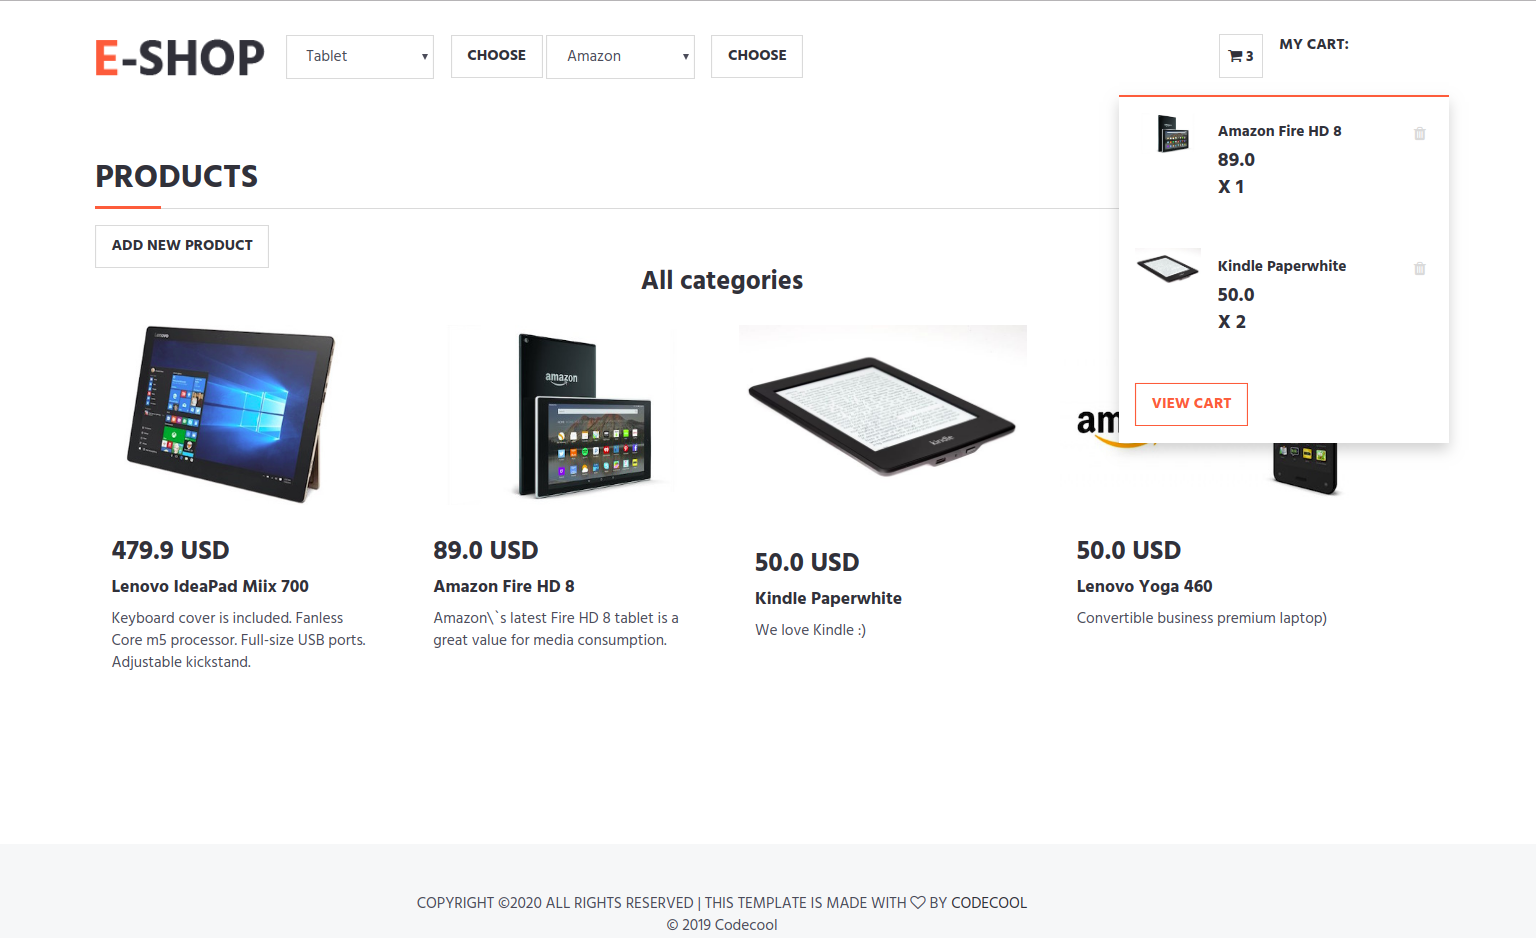 E-SHOP
Tablet
CHOOSE
Amazon
CHOOSE
3
MY CART:
Amazon Fire HD 8
89.0
X 1
Kindle Paperwhite
50.0
X 2
VIEW CART
PRODUCTS
ADD NEW PRODUCT
All categories
amazon
kindle
am
479.9 USD
Lenovo IdeaPad Miix 700
Keyboard cover is included. Fanless
Core m5 processor. Full-size USB ports.
Adjustable kickstand.
89.0 USD
Amazon Fire HD 8
Amazon\`s latest Fire HD 8 tablet is a
great value for media consumption.
50.0 USD
Kindle Paperwhite
We love Kindle :)
50.0 USD
Lenovo Yoga 460
Convertible business premium laptop)
COPYRIGHT ©2020 ALL RIGHTS RESERVED | THIS TEMPLATE IS MADE WITH ♡ BY CODECOOL
© 2019 Codecool